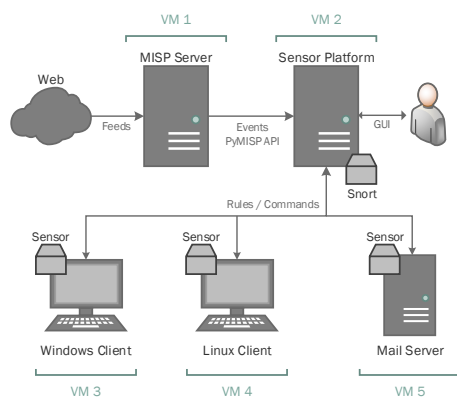 VM 1
VM 2
MISP Server
Sensor Platform
Web
Feeds
Events
PyMISP API
GUI
Snort
Rules / Commands
Sensor
Sensor
Sensor
Windows Client
Linux Client
Mail Server
VM 3
VM 4
VM 5